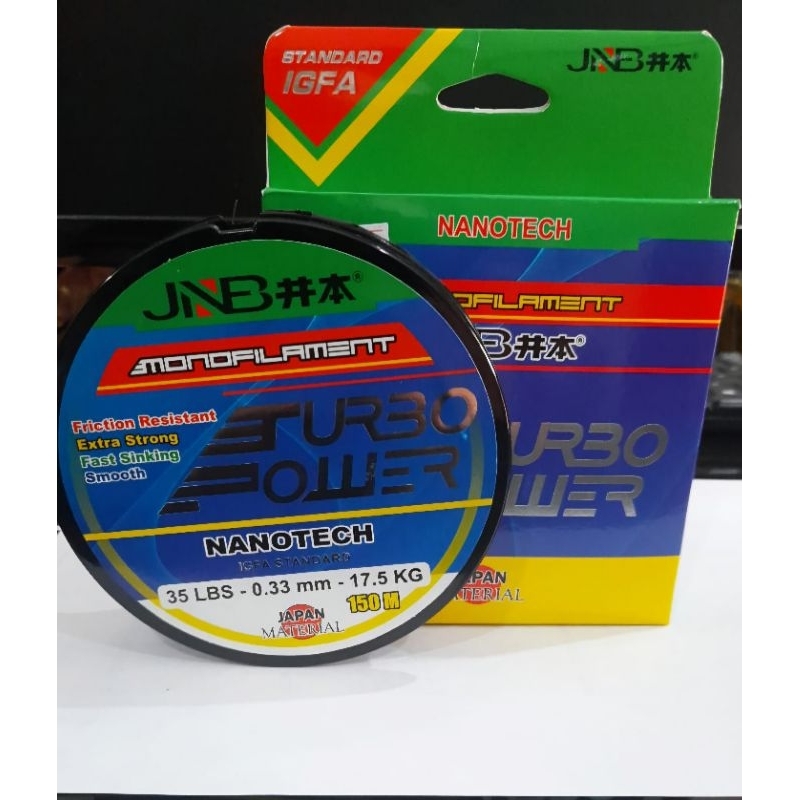 STANDARD
IGFA
JNB井本®
NANOTECH
MONOFILAMENT
JNB井本®
TURBO
POWER
JAPAN
MATERIAL
JNB井本®
MONOFILAMENT
Friction Resistant
Extra Strong
Fast Sinking
Smooth
TURBO
POWER
NANOTECH
IGFA STANDARD
35 LBS - 0.33 mm - 17.5 KG
150 M
JAPAN
MATERIAL